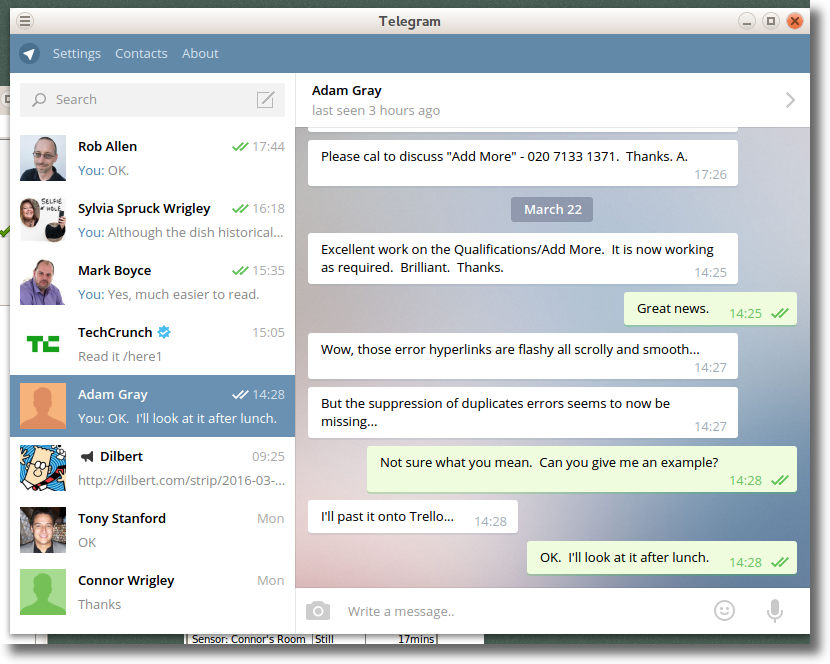 Telegram
Settings Contacts About
Search
Rob Allen 17:44
You: OK.
Sylvia Spruck Wrigley 16:18
You: Although the dish historical...
Mark Boyce 15:35
You: Yes, much easier to read.
TechCrunch 15:05
Read it /here1
Adam Gray 14:28
You: OK.  I'll look at it after lunch.
Dilbert 09:25
http://dilbert.com/strip/2016-03-...
Tony Stanford Mon
OK
Connor Wrigley Mon
Thanks
SELFIE
HOLE
TC
Adam Gray
last seen 3 hours ago
Please cal to discuss "Add More" - 020 7133 1371.  Thanks. A.
17:26
March 22
Excellent work on the Qualifications/Add More.  It is now working
as required.  Brilliant.  Thanks.
14:25
Great news. 14:25
Wow, those error hyperlinks are flashy all scrolly and smooth...
14:27
But the suppression of duplicates errors seems to now be
missing...
14:27
Not sure what you mean.  Can you give me an example?
14:28
I'll past it onto Trello... 14:28
OK.  I'll look at it after lunch. 14:28
Write a message..
Sensor: Connor's Room Still 17mins